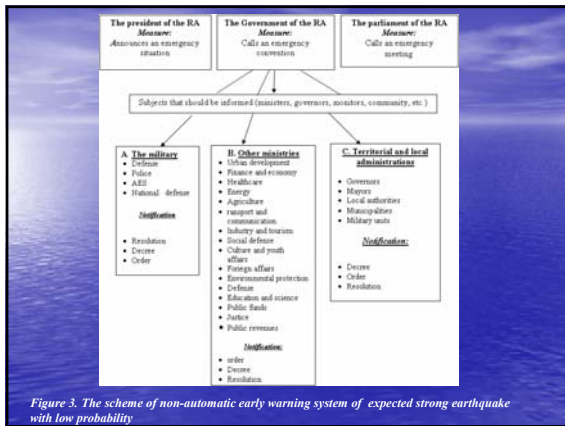 The president of the RA
Measure:
Announces an emergency
situation
The Government of the RA
Measure:
Calls an emergency
convention
The parliament of the RA
Measure:
Calls an emergency
meeting
Subjects that should be informed (ministers, governors, monitors, community, etc.)
A. The military
• Defense
• Police
• AEII
• National defense
Notification
• Resolution
• Decree
• Order
B. Other ministries
• Urban development
• Finance and economy
• Healthcare
• Energy
• Agriculture
• ransport and
communication
• Industry and tourism
• Social defense
• Culture and youth
affairs
• Foriegn affairs
• Environmental protection
• Defense
• Education and science
• Public funds
• Justice
• Public revenues
Notification:
• order
• Decree
• Resolution
C. Territorial and local
administrations
• Governors
• Mayors
• Local authorities
• Municipalities
• Military units
Notification:
• Decree
• Order
• Resolution
Figure 3. The scheme of non-automatic early warning system of expected strong earthquake
with low probability